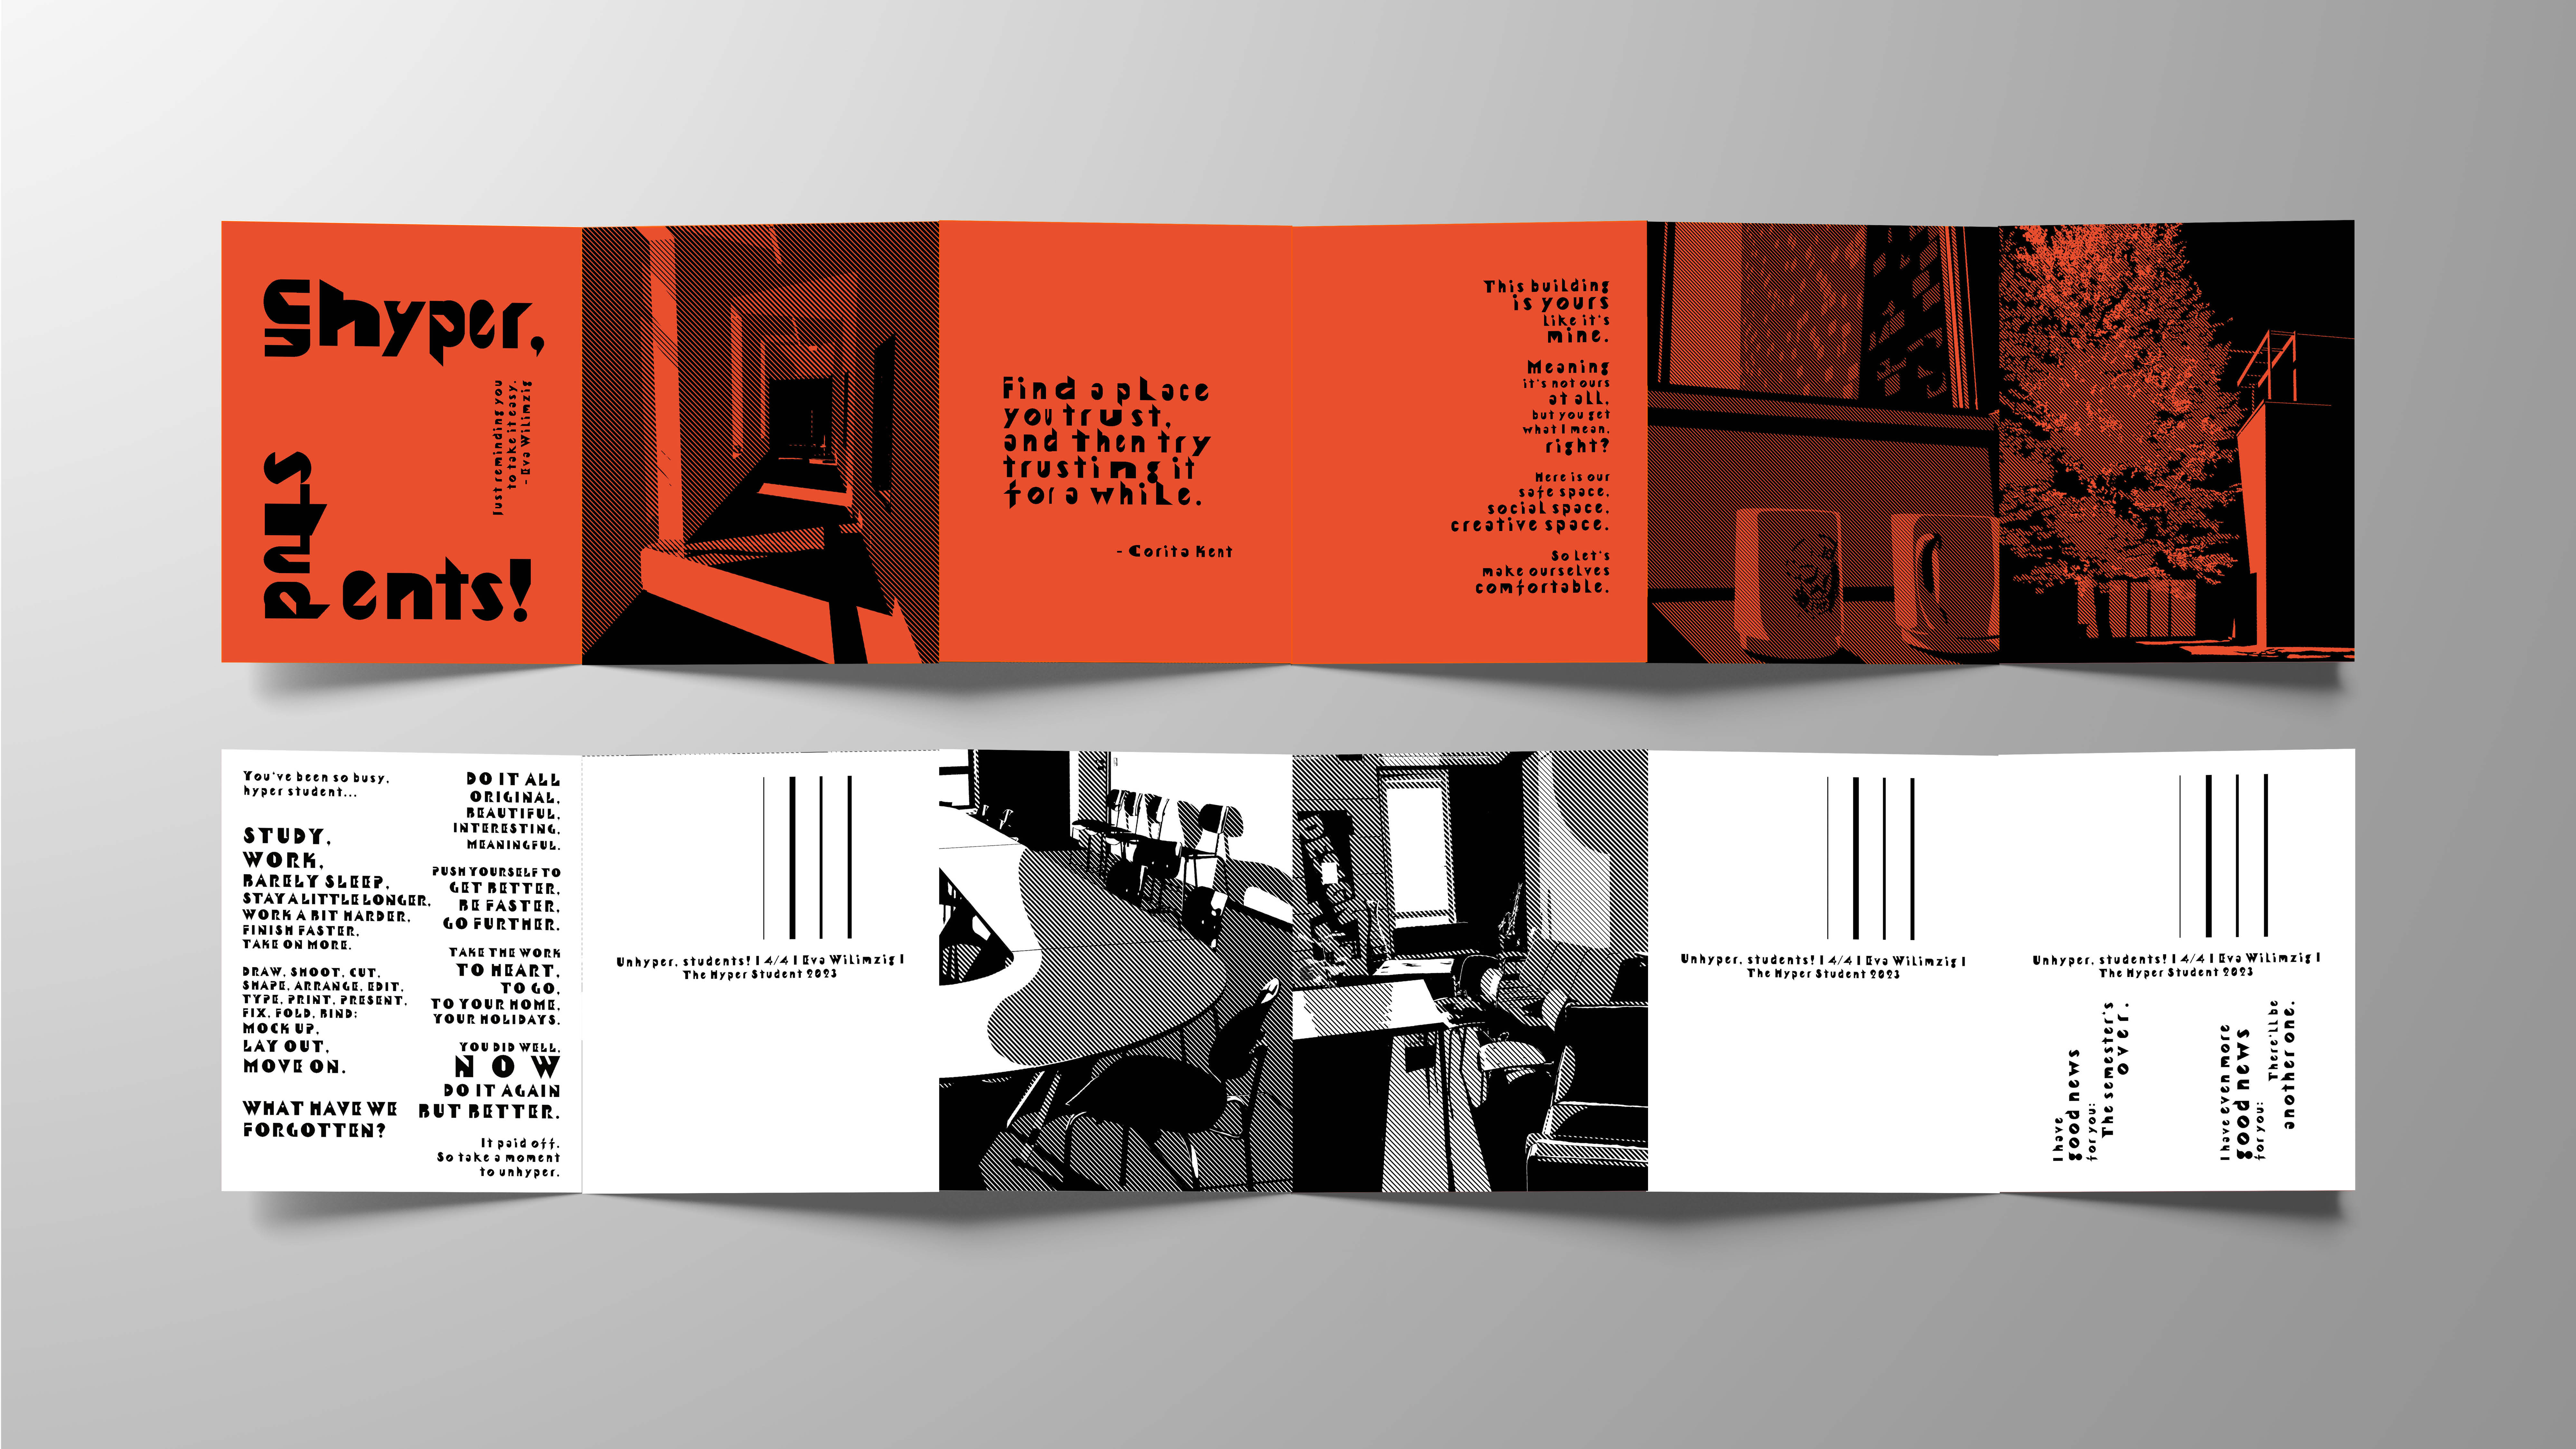 unhyper,
Just reminding you
to take it easy.
- Eva Wilimzig
stud
ents!
Find a place
you trust,
and then try
trusting it
for a while.
- Corita Kent
This building
is yours
like it's
mine.
Meaning
it's not ours
at all,
but you get
what I mean,
right?
Here is our
safe space,
social space,
creative space.
So let's
make ourselves
comfortable.
You've been so busy,
hyper student...
STUDY,
WORK,
BARELY SLEEP,
STAY A LITTLE LONGER,
WORK A BIT HARDER,
FINISH FASTER,
TAKE ON MORE.
DRAW, SHOOT, CUT,
SHAPE, ARRANGE, EDIT,
TYPE, PRINT, PRESENT,
FIX, FOLD, BIND:
MOCK UP,
LAY OUT,
MOVE ON.
WHAT HAVE WE
FORGOTTEN?
DO IT ALL
ORIGINAL,
BEAUTIFUL,
INTERESTING,
MEANINGFUL.
PUSH YOURSELF TO
GET BETTER,
BE FASTER,
GO FURTHER.
TAKE THE WORK
TO HEART,
TO GO,
TO YOUR HOME,
YOUR HOLIDAYS.
YOU DID WELL.
NOW
DO IT AGAIN
BUT BETTER.
It paid off.
So take a moment
to unhyper.
Unhyper, students! | 4/4 | Eva Wilimzig |
The Hyper Student 2023
Unhyper, students! | 4/4 | Eva Wilimzig |
The Hyper Student 2023
Unhyper, students! | 4/4 | Eva Wilimzig |
The Hyper Student 2023
I have
good news
for you:
The semester's
over.
I have even more
good news
for you:
There'll be
another one.